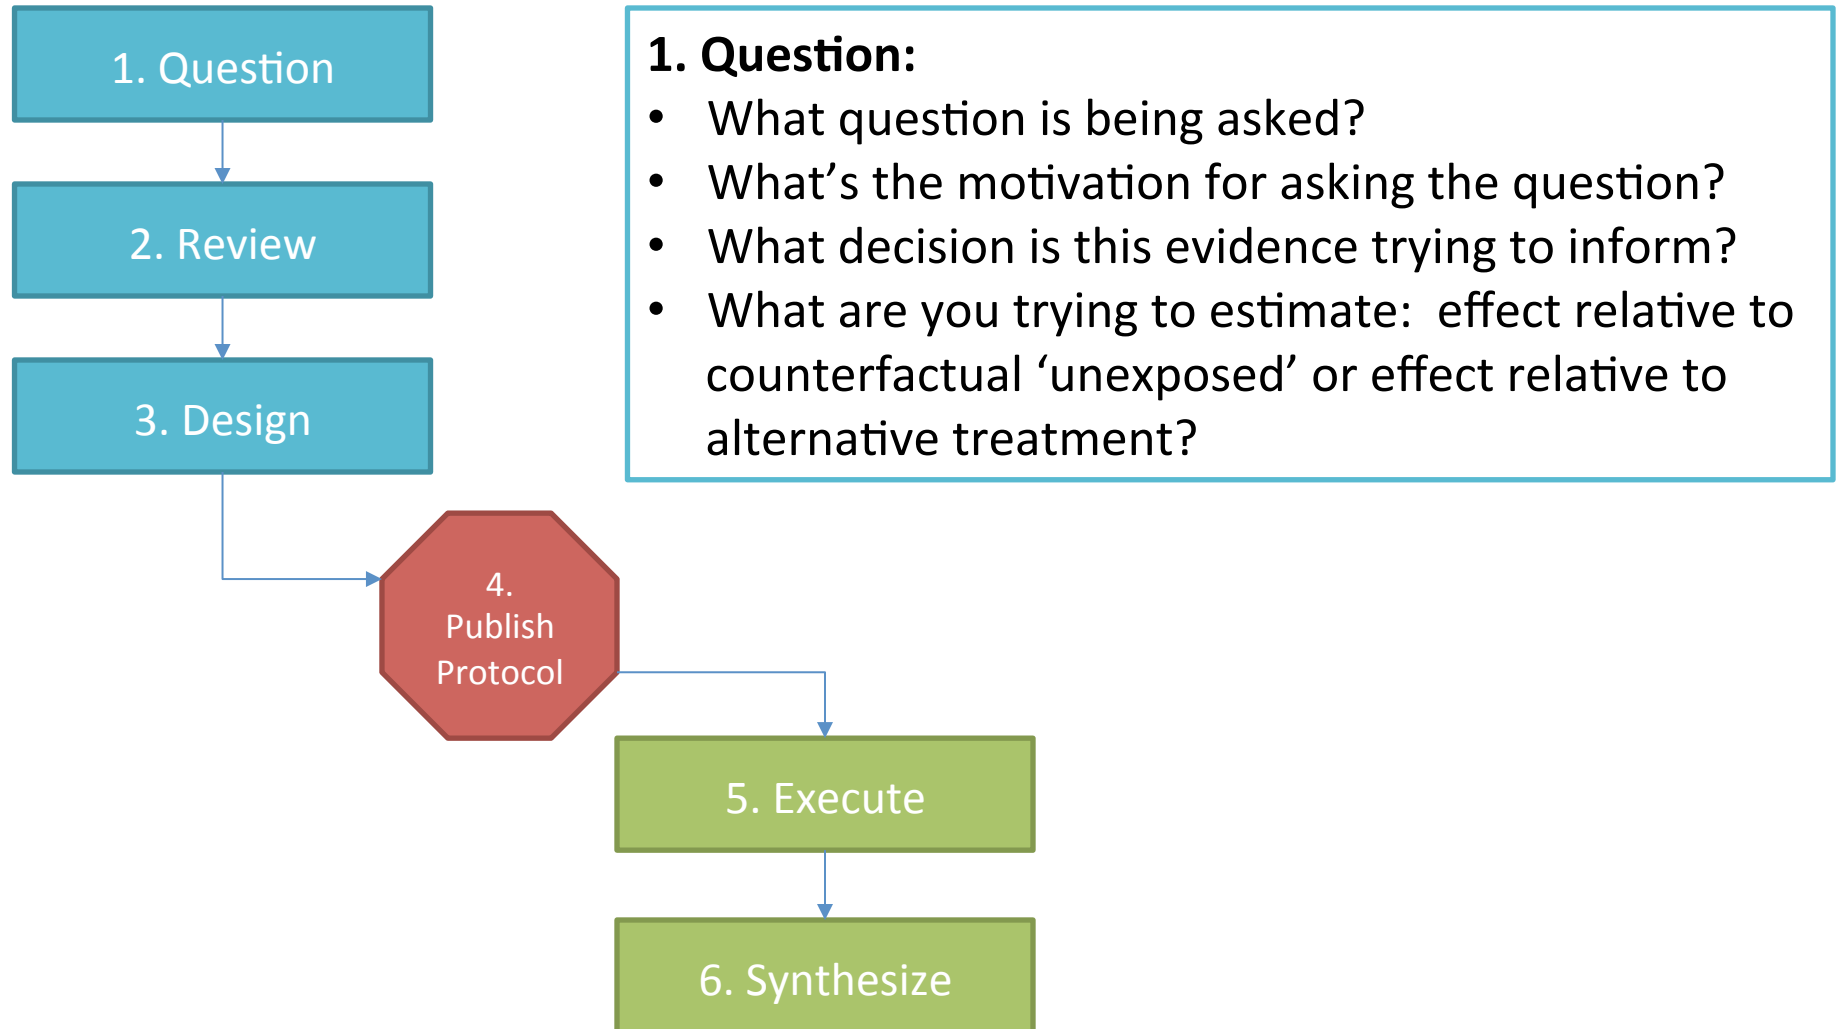 1. Question
2. Review
3. Design
4.
Publish
Protocol
5. Execute
6. Synthesize
1. Question:
• What question is being asked?
• What’s the motivation for asking the question?
• What decision is this evidence trying to inform?
• What are you trying to estimate:  effect relative to
counterfactual ‘unexposed’ or effect relative to
alternative treatment?